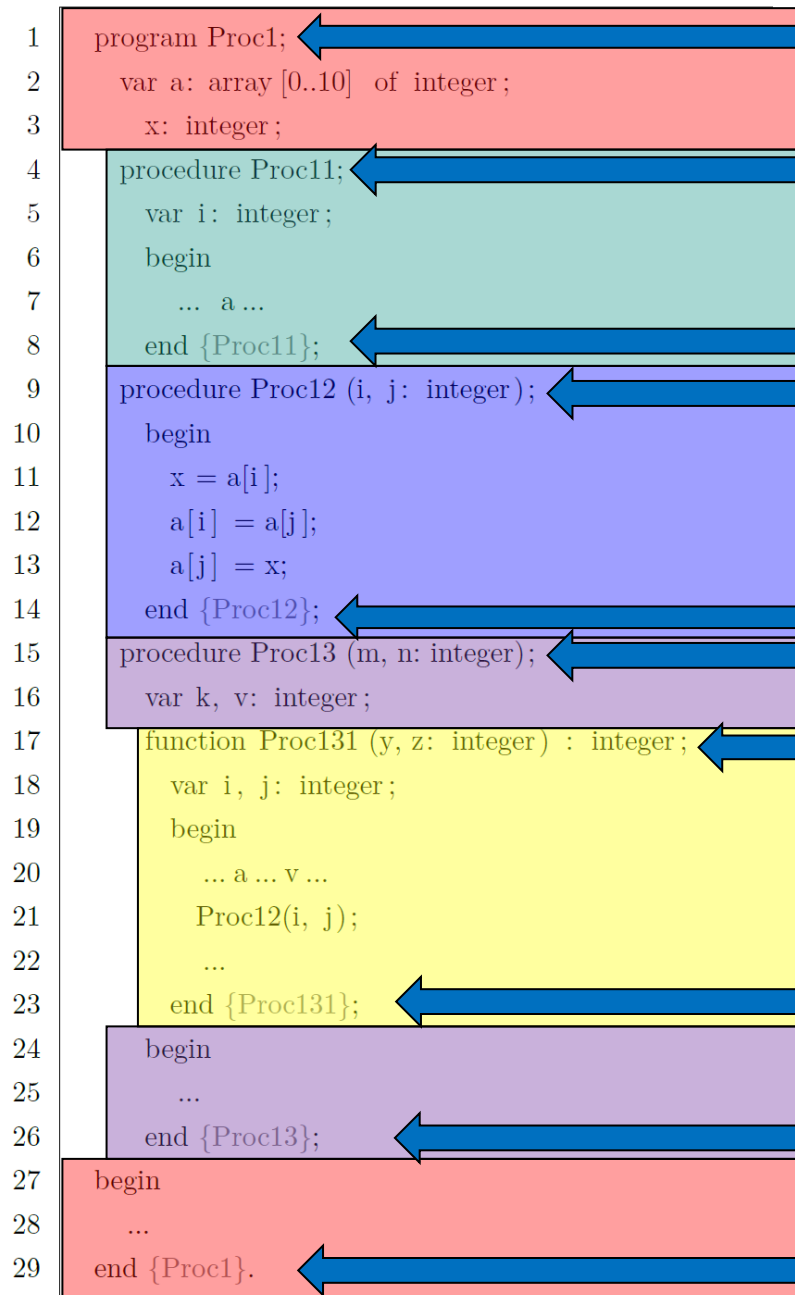 1 program Proc1;
2 var a: array [0..10] of integer;
3 x: integer;
4 procedure Proc11;
5 var i: integer;
6 begin
7 ... a ...
8 end {Proc11};
9 procedure Proc12 (i, j: integer);
10 begin
11 x = a[i];
12 a[i] = a[j];
13 a[j] = x;
14 end {Proc12};
15 procedure Proc13 (m, n: integer);
16 var k, v: integer;
17 function Proc131 (y, z: integer) : integer;
18 var i, j: integer;
19 begin
20 ... a ... v ...
21 Proc12(i, j);
22 ...
23 end {Proc131};
24 begin
25 ...
26 end {Proc13};
27 begin
28 ...
29 end {Proc1}.